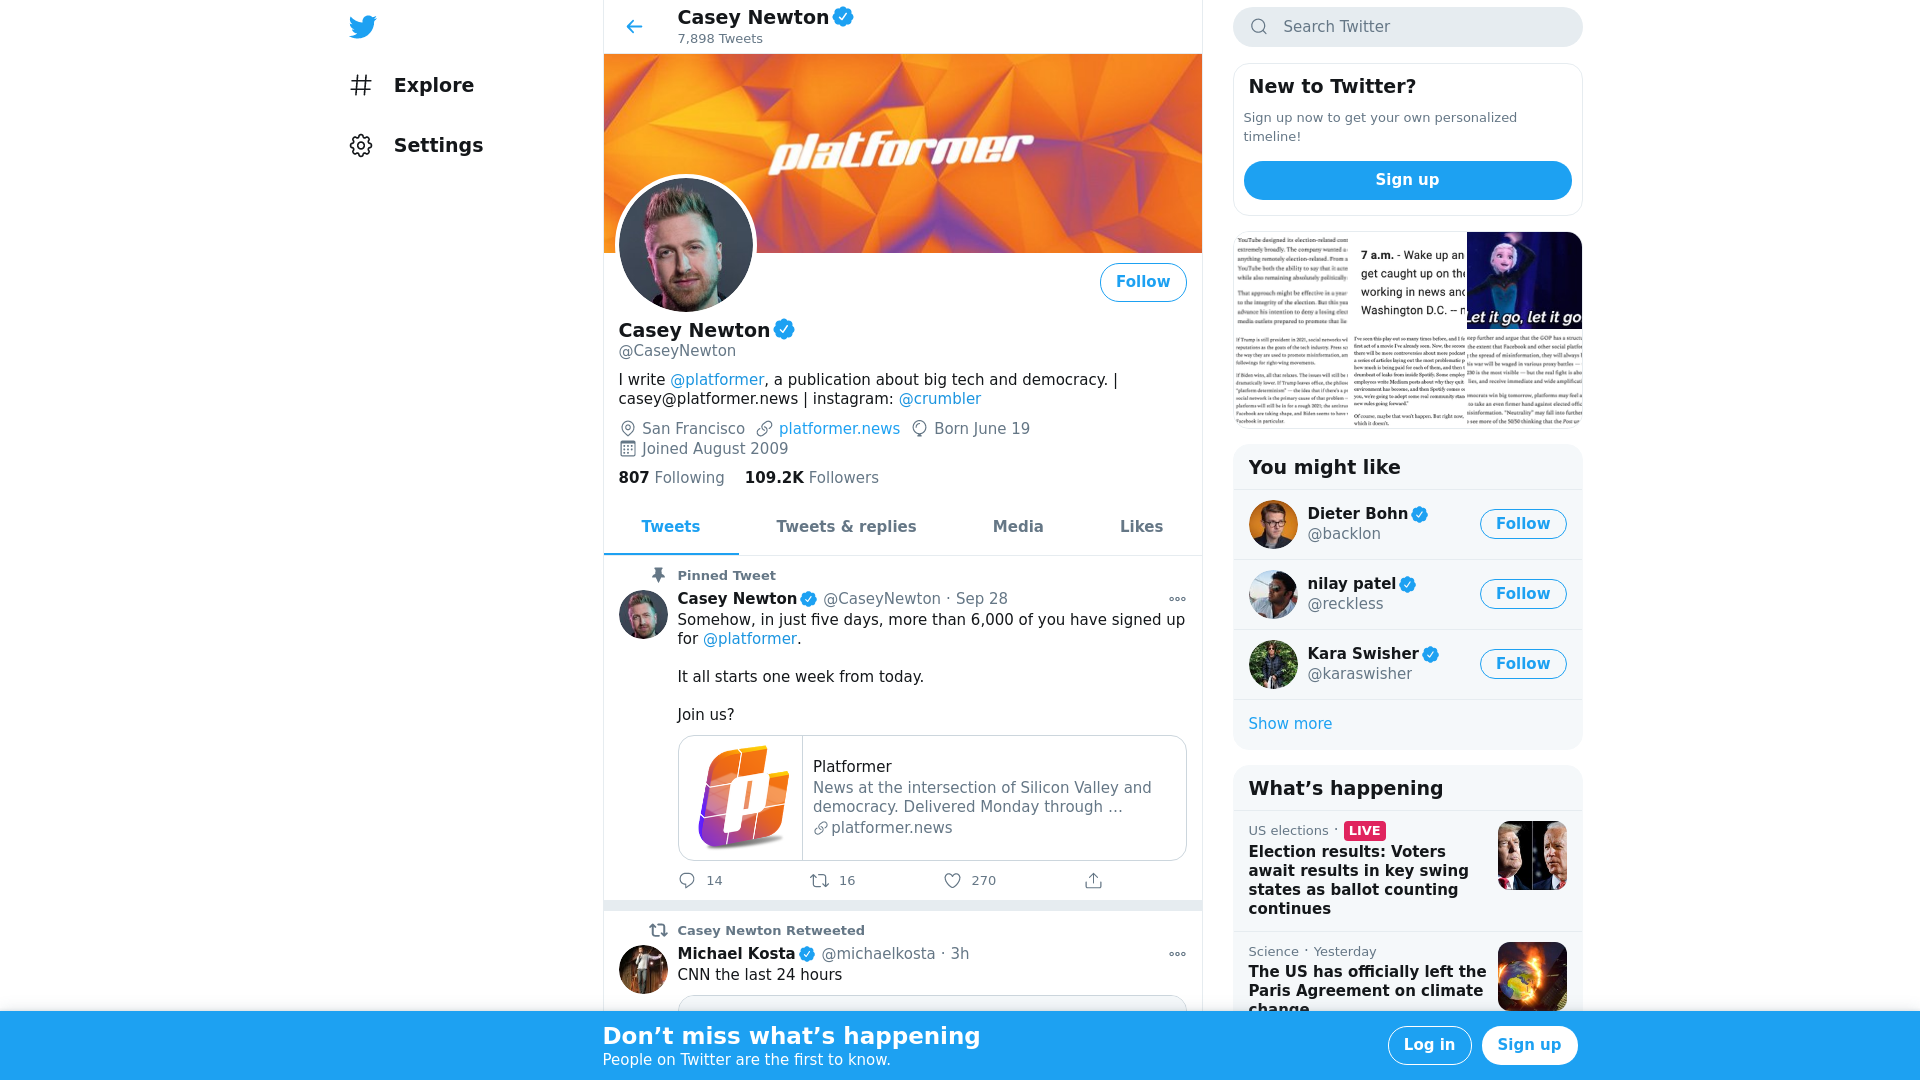 Explore
Settings
Casey Newton
7,898 Tweets
platformer
Follow
Casey Newton
@CaseyNewton
I write @platformer, a publication about big tech and democracy. |
casey@platformer.news | instagram: @crumbler
San Francisco platformer.news Born June 19
Joined August 2009
807 Following 109.2K Followers
Tweets Tweets & replies Media Likes
Pinned Tweet
Casey Newton @CaseyNewton · Sep 28
Somehow, in just five days, more than 6,000 of you have signed up
for @platformer.
It all starts one week from today.
Join us?
Platformer
News at the intersection of Silicon Valley and
democracy. Delivered Monday through …
platformer.news
14 16 270
Casey Newton Retweeted
Michael Kosta @michaelkosta · 3h
CNN the last 24 hours
Search Twitter
New to Twitter?
Sign up now to get your own personalized
timeline!
Sign up
7 a.m. - Wake up an
get caught up on the
working in news and
Washington D.C. --
Let it go, let it go
You might like
Dieter Bohn
@backlon
Follow
nilay patel
@reckless
Follow
Kara Swisher
@karaswisher
Follow
Show more
What's happening
US elections · LIVE
Election results: Voters
await results in key swing
states as ballot counting
continues
Science · Yesterday
The US has officially left the
Paris Agreement on climate
change
Don't miss what's happening
People on Twitter are the first to know.
Log in
Sign up